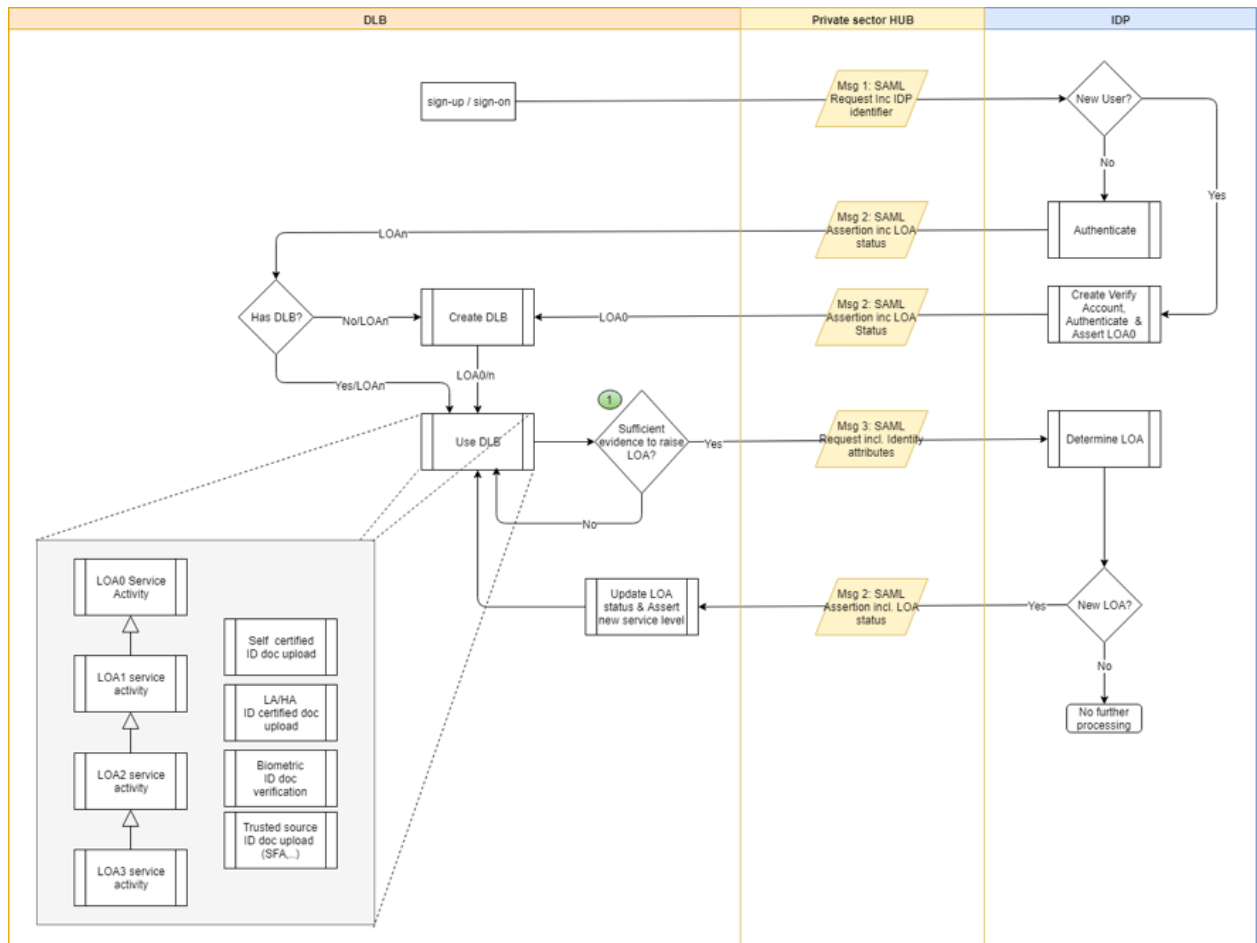 DLB
Private sector HUB
IDP
sign-up / sign-on
Msg 1: SAML
Request Inc IDP
identifier
New User?
No
Yes
Msg 2: SAML
Assertion inc LOA
status
Authenticate
LOAn
Has DLB?
No/LOAn
Create DLB
LOA0
Msg 2: SAML
Assertion inc LOA
Status
Create Verify
Account,
Authenticate &
Assert LOA0
LOA0/n
Yes/LOAn
Use DLB
1
Sufficient
evidence to raise
LOA?
Yes
Msg 3: SAML
Request incl. Identity
attributes
Determine LOA
No
Update LOA
status & Assert
new service level
Msg 2: SAML
Assertion incl. LOA
status
Yes
New LOA?
No
No further
processing
LOA0 Service
Activity
LOA1 service
activity
LOA2 service
activity
LOA3 service
activity
Self certified
ID doc upload
LA/HA
ID certified doc
upload
Biometric
ID doc
verification
Trusted source
ID doc upload
(SFA,...)